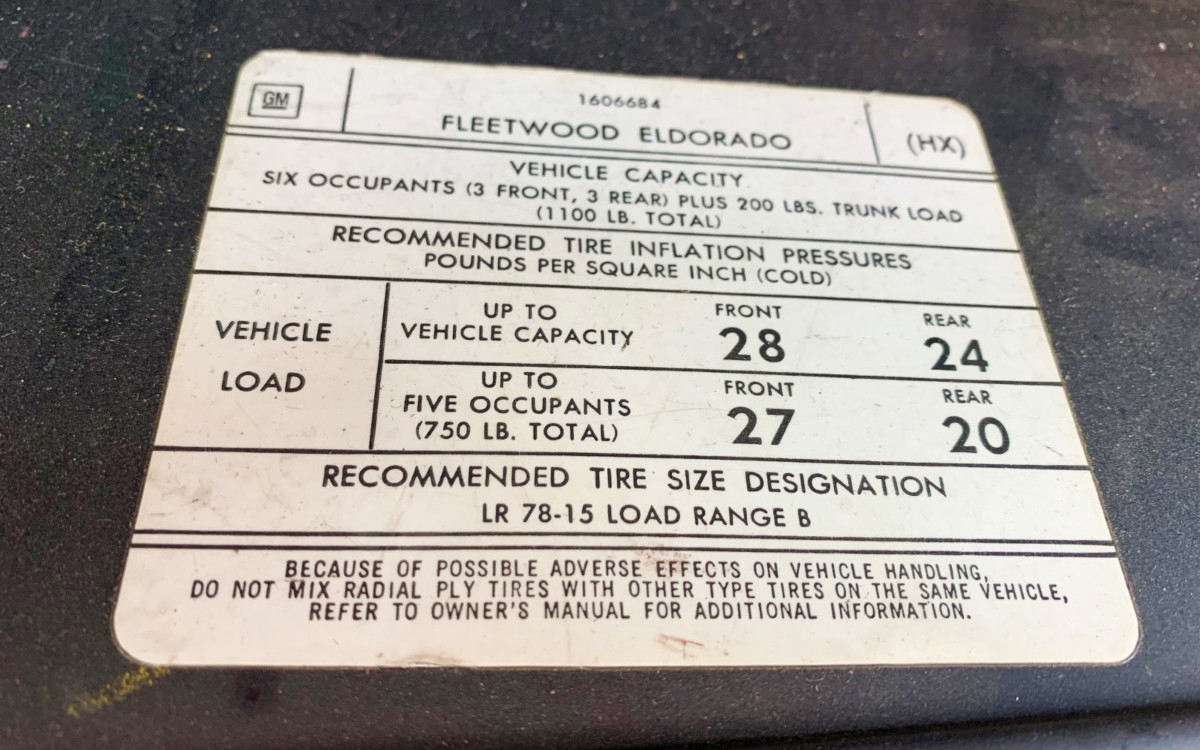 GM
1606684
FLEETWOOD ELDORADO
(HX)
VEHICLE CAPACITY
SIX OCCUPANTS (3 FRONT, 3 REAR) PLUS 200 LBS. TRUNK LOAD
(1100 LB. TOTAL)
RECOMMENDED TIRE INFLATION PRESSURES
POUNDS PER SQUARE INCH (COLD)
VEHICLE
LOAD
UP TO
VEHICLE CAPACITY
FRONT
28
REAR
24
UP TO
FIVE OCCUPANTS
(750 LB. TOTAL)
FRONT
27
REAR
20
RECOMMENDED TIRE SIZE DESIGNATION
LR 78-15 LOAD RANGE B
BECAUSE OF POSSIBLE ADVERSE EFFECTS ON VEHICLE HANDLING,
DO NOT MIX RADIAL PLY TIRES WITH OTHER TYPE TIRES ON THE SAME VEHICLE,
REFER TO OWNER'S MANUAL FOR ADDITIONAL INFORMATION.